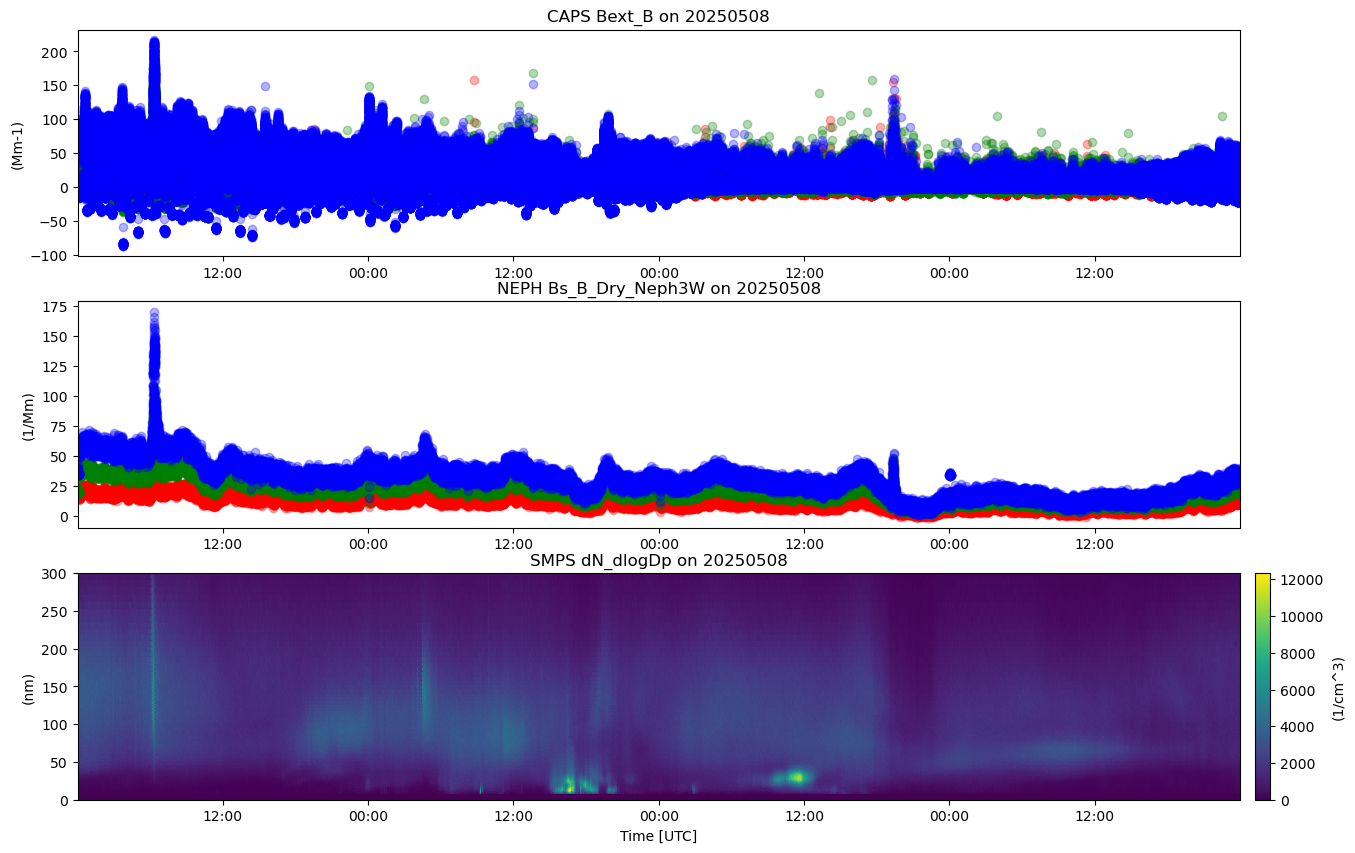 CAPS Bext_B on 20250508
200
150
100
50
0
−50
−100
(Mm-1)
12:00 00:00 12:00 00:00 12:00 00:00 12:00
NEPH Bs_B_Dry_Neph3W on 20250508
175
150
125
100
75
50
25
0
(1/Mm)
12:00 00:00 12:00 00:00 12:00 00:00 12:00
SMPS dN_dlogDp on 20250508
300
250
200
150
100
50
0
(nm)
12:00 00:00 12:00 00:00 12:00 00:00 12:00
Time [UTC]
12000
10000
8000
6000
4000
2000
0
(1/cm^3)